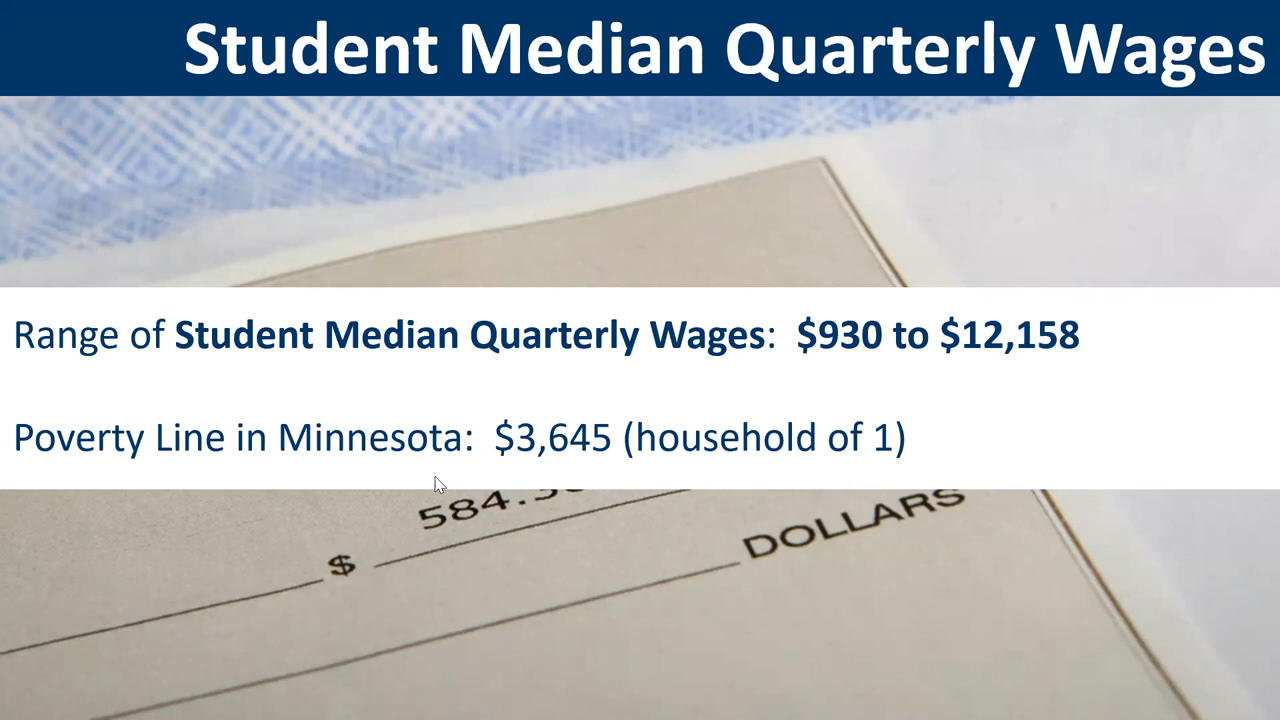 Student Median Quarterly Wages
Range of Student Median Quarterly Wages: $930 to $12,158
Poverty Line in Minnesota: $3,645 (household of 1)
$ 584.
DOLLARS